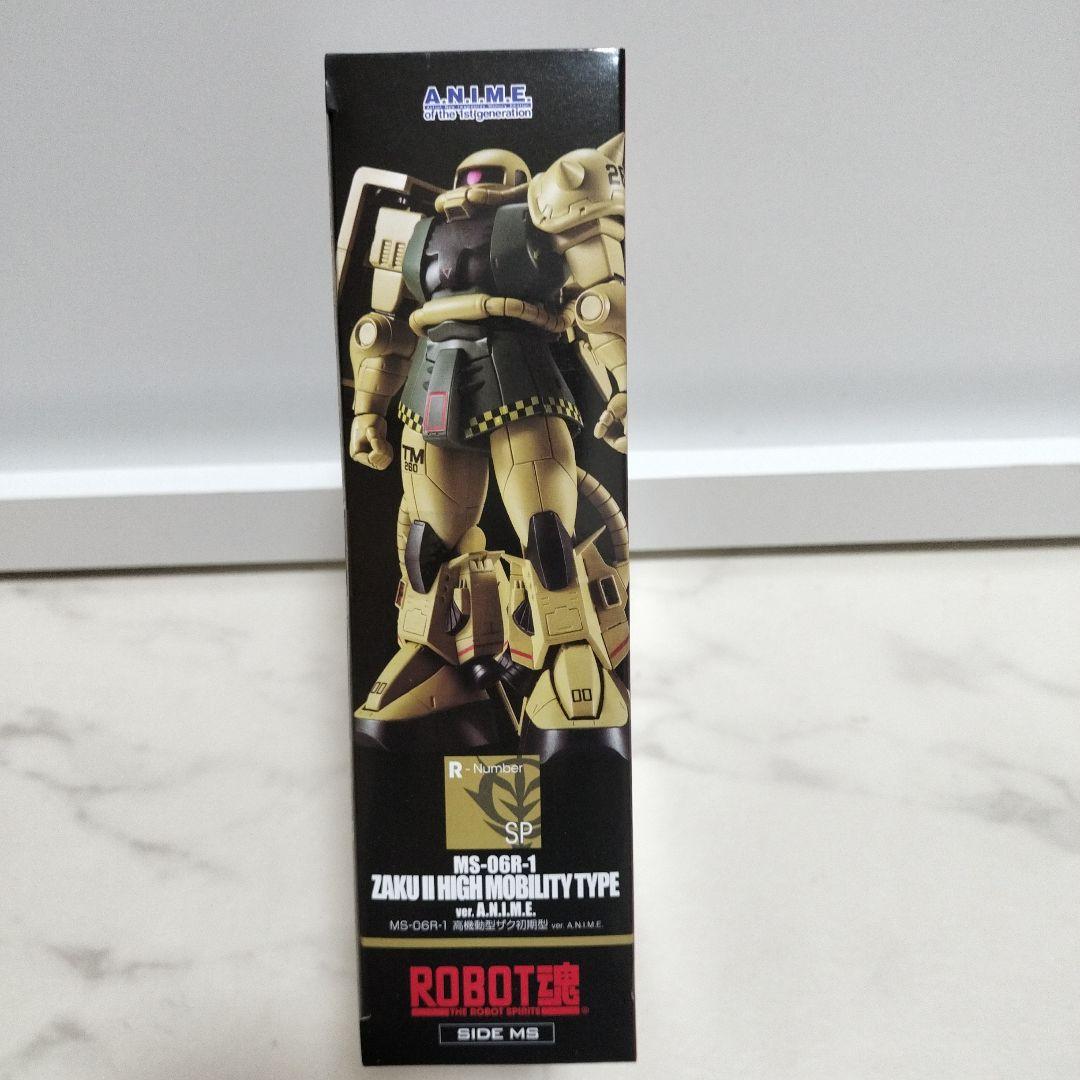 A.N.I.M.E.
of the 1st generation
26
TM
260
00
00
R - Number
SP
MS-06R-1
ZAKU II HIGH MOBILITY TYPE
ver. A.N.I.M.E.
MS-06R-1 高機動型ザク初期型 ver. A.N.I.M.E.
ROBOT魂
THE ROBOT SPIRITS
®
SIDE MS